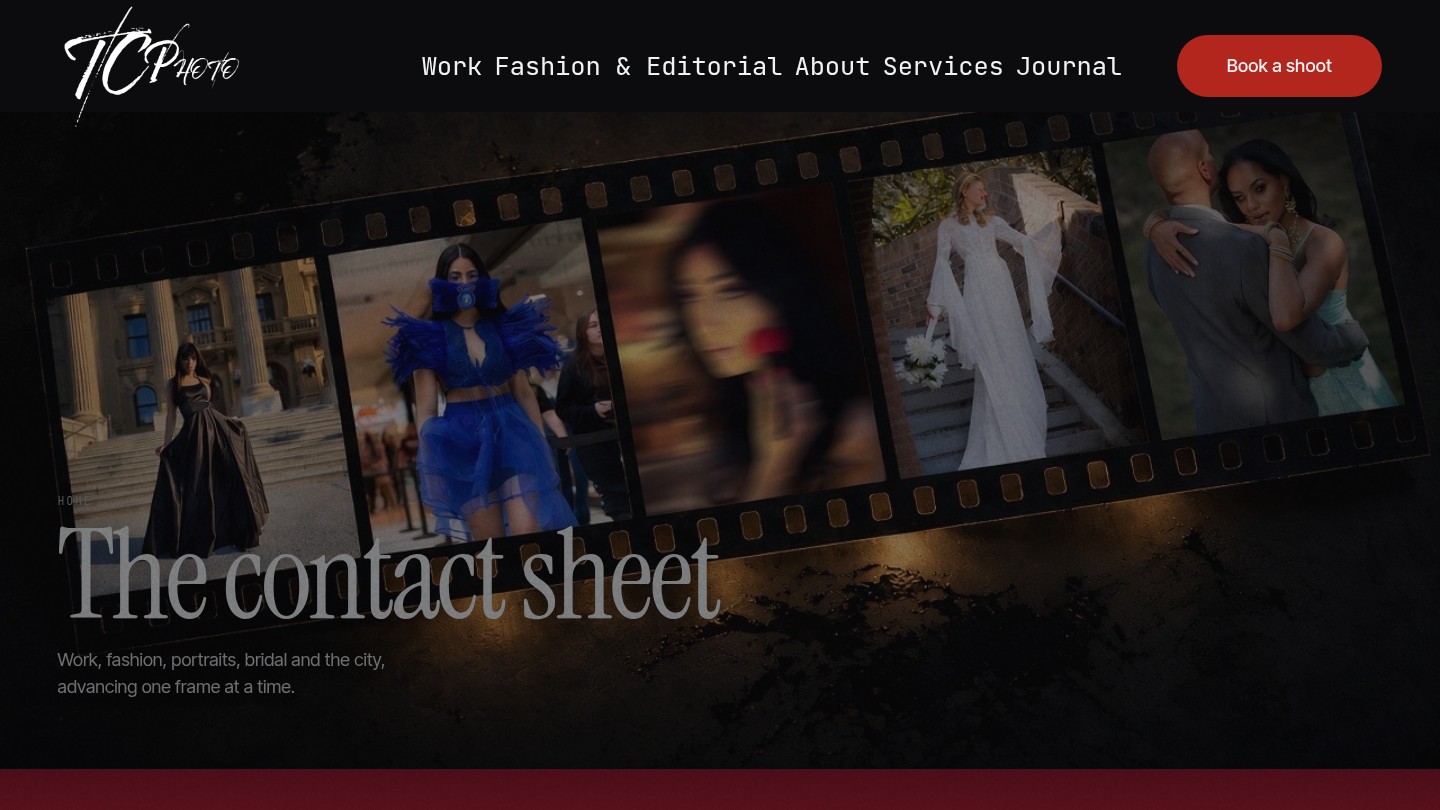 TCPHOTO
Work Fashion & Editorial About Services Journal
Book a shoot
HOME
The contact sheet
Work, fashion, portraits, bridal and the city,
advancing one frame at a time.